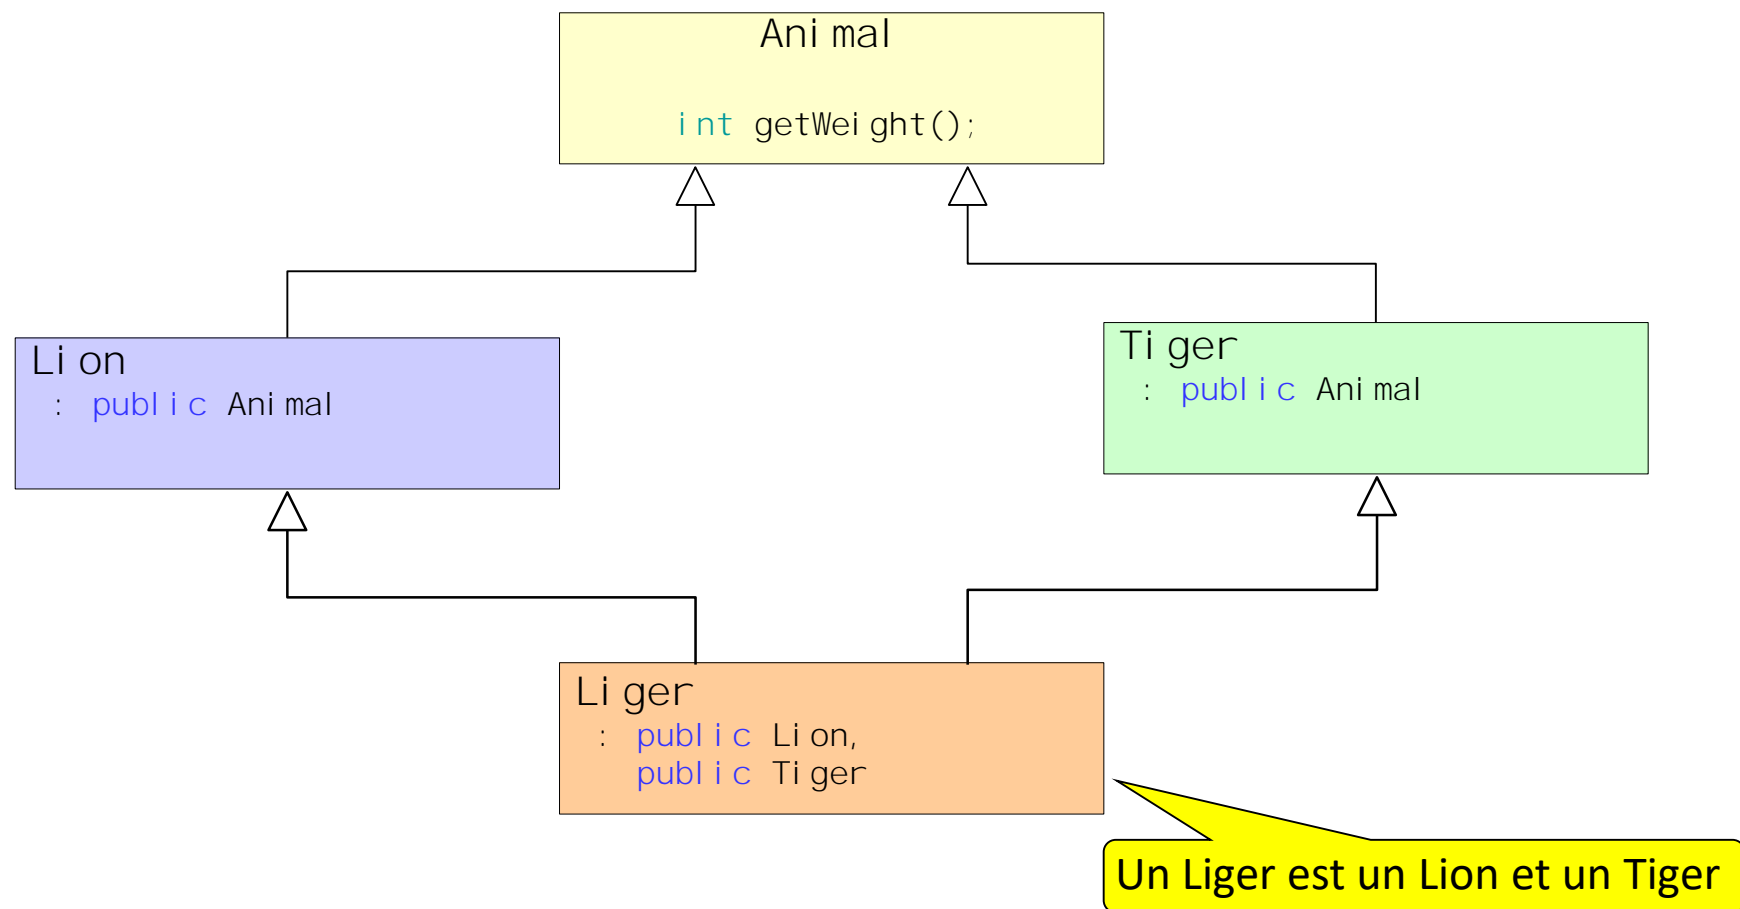 Animal
int getWeight();
Lion
: public Animal
Tiger
: public Animal
Liger
: public Lion,
public Tiger
Un Liger est un Lion et un Tiger